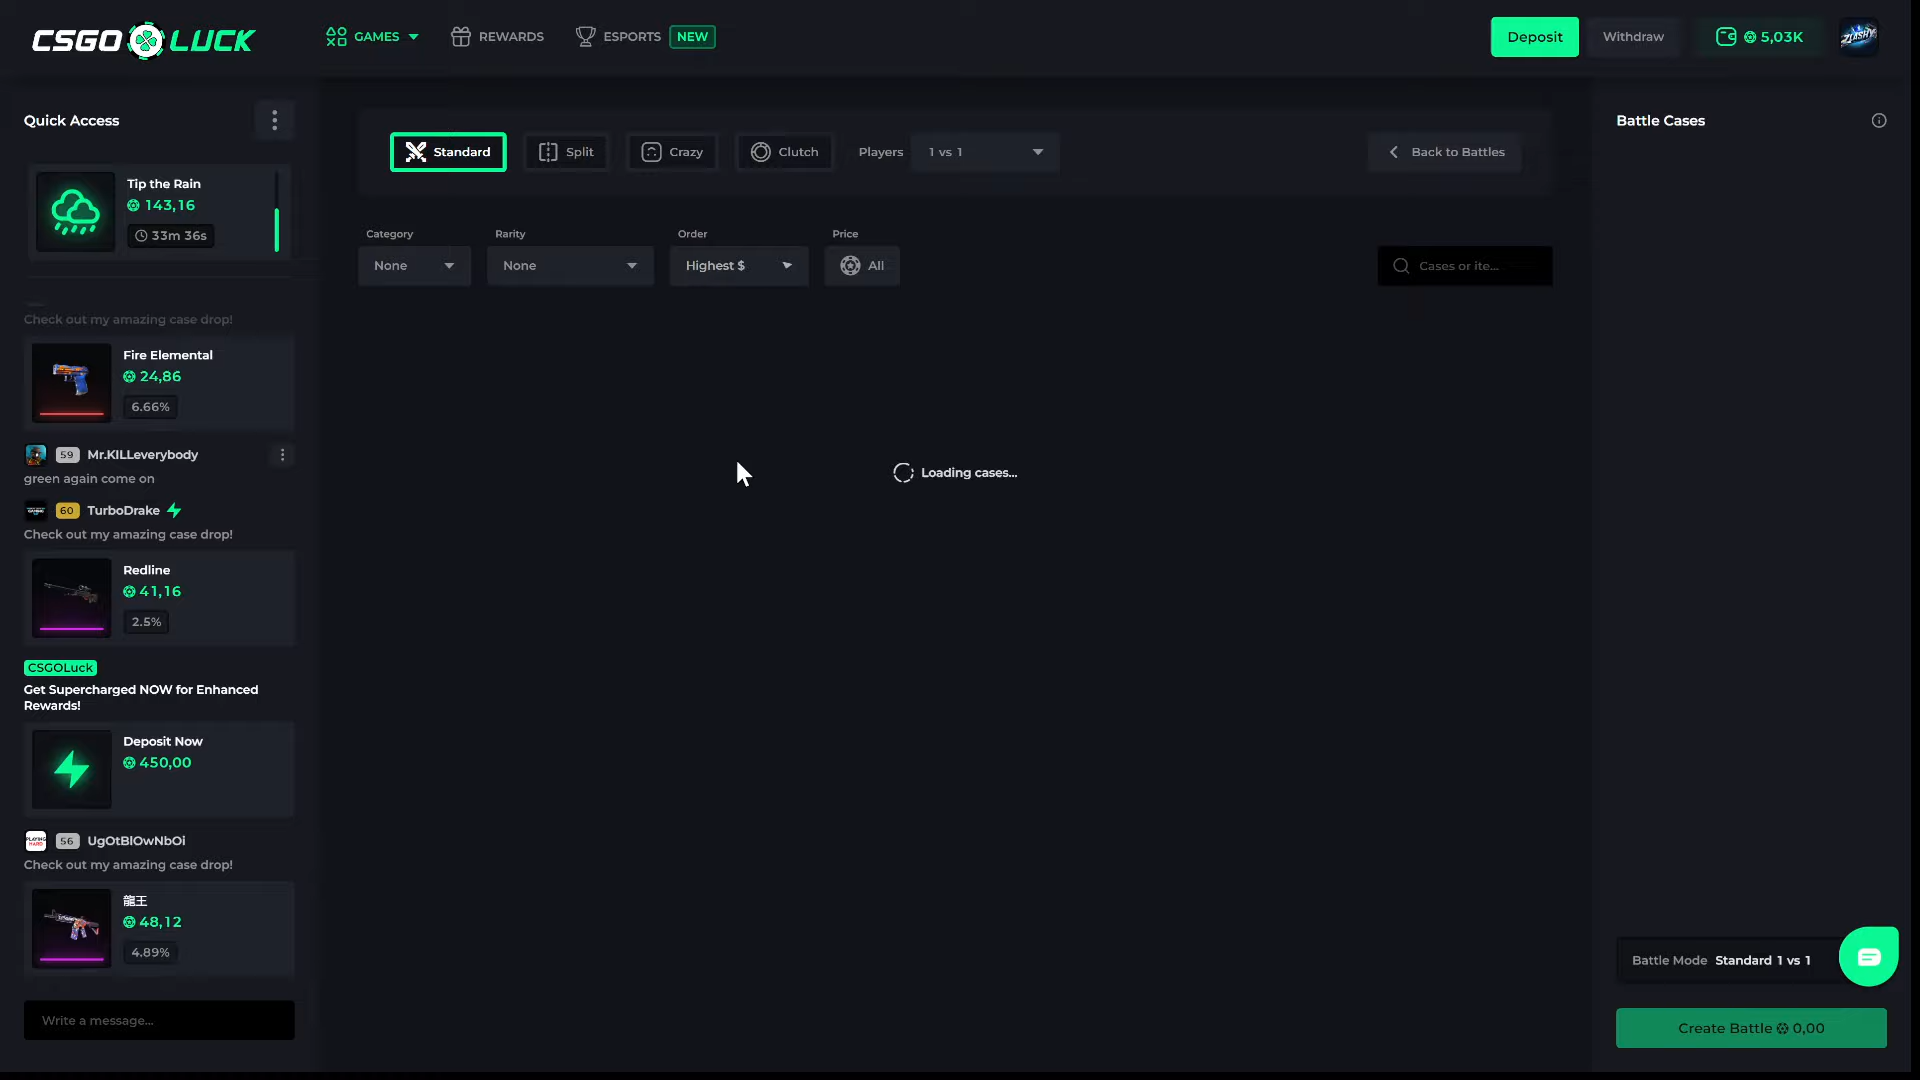 CSGO LUCK
GAMES
REWARDS
ESPORTS
NEW
Deposit
Withdraw
5,03K
ZLASHY
Quick Access
Tip the Rain
143,16
33m 36s
Check out my amazing case drop!
Fire Elemental
24,86
6.66%
59 Mr.KILLeverybody
green again come on
60 TurboDrake
Check out my amazing case drop!
Redline
41,16
2.5%
CSGOLuck
Get Supercharged NOW for Enhanced
Rewards!
Deposit Now
450,00
56 UgOtBlOwNbOi
Check out my amazing case drop!
龍王
48,12
4.89%
Write a message...
Standard
Split
Crazy
Clutch
Players
1 vs 1
Back to Battles
Category
Rarity
Order
Price
None
None
Highest $
All
Cases or ite...
Loading cases...
Battle Cases
Battle Mode Standard 1 vs 1
Create Battle 0,00